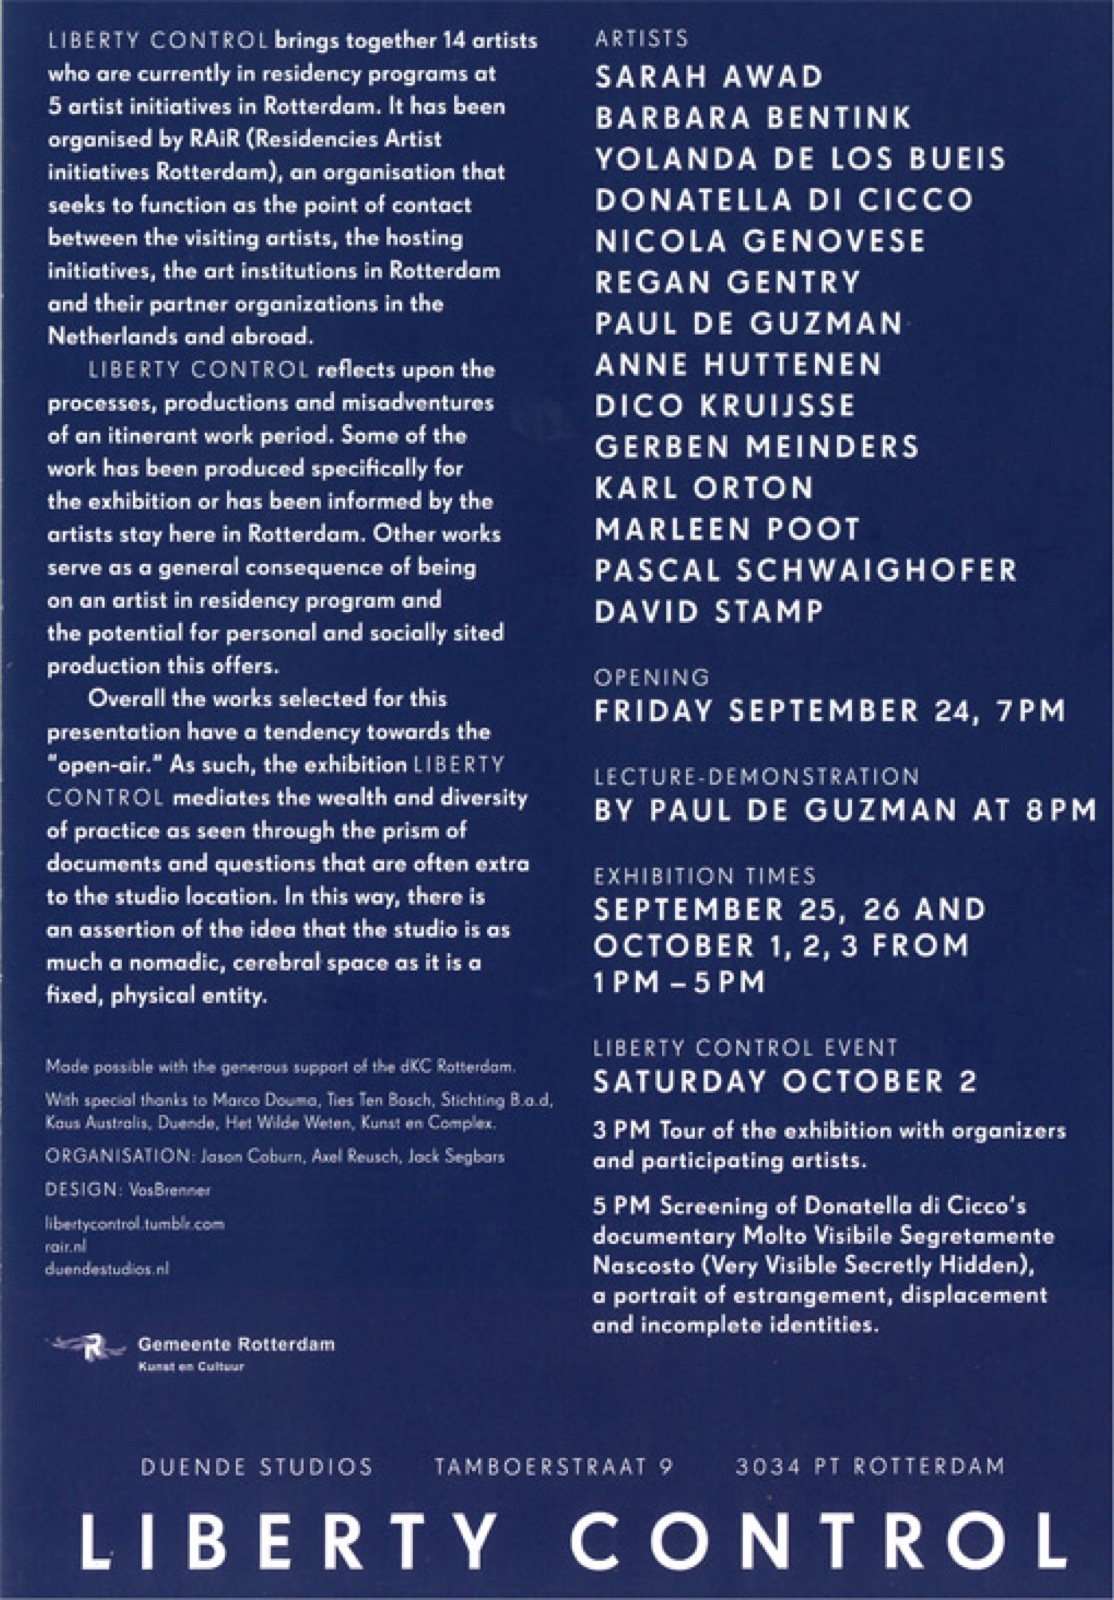 LIBERTY CONTROL brings together 14 artists
who are currently in residency programs at
5 artist initiatives in Rotterdam. It has been
organised by RAiR (Residencies Artist
initiatives Rotterdam), an organisation that
seeks to function as the point of contact
between the visiting artists, the hosting
initiatives, the art institutions in Rotterdam
and their partner organizations in the
Netherlands and abroad.
LIBERTY CONTROL reflects upon the
processes, productions and misadventures
of an itinerant work period. Some of the
work has been produced specifically for
the exhibition or has been informed by the
artists stay here in Rotterdam. Other works
serve as a general consequence of being
on an artist in residency program and
the potential for personal and socially sited
production this offers.
Overall the works selected for this
presentation have a tendency towards the
"open-air." As such, the exhibition LIBERTY
CONTROL mediates the wealth and diversity
of practice as seen through the prism of
documents and questions that are often extra
to the studio location. In this way, there is
an assertion of the idea that the studio is as
much a nomadic, cerebral space as it is a
fixed, physical entity.
Made possible with the generous support of the dKC Rotterdam.
With special thanks to Marco Douma, Ties Ten Bosch, Stichting B.a.d,
Kaus Australis, Duende, Het Wilde Weten, Kunst en Complex.
ORGANISATION: Jason Coburn, Axel Reusch, Jack Segbars
DESIGN: VosBrenner
libertycontrol.tumblr.com
rair.nl
duendestudios.nl
R
Gemeente Rotterdam
Kunst en Cultuur
ARTISTS
SARAH AWAD
BARBARA BENTINK
YOLANDA DE LOS BUEIS
DONATELLA DI CICCO
NICOLA GENOVESE
REGAN GENTRY
PAUL DE GUZMAN
ANNE HUTTENEN
DICO KRUIJSSE
GERBEN MEINDERS
KARL ORTON
MARLEEN POOT
PASCAL SCHWAIGHOFER
DAVID STAMP
OPENING
FRIDAY SEPTEMBER 24, 7 PM
LECTURE-DEMONSTRATION
BY PAUL DE GUZMAN AT 8 PM
EXHIBITION TIMES
SEPTEMBER 25, 26 AND
OCTOBER 1, 2, 3 FROM
1 PM – 5 PM
LIBERTY CONTROL EVENT
SATURDAY OCTOBER 2
3 PM Tour of the exhibition with organizers
and participating artists.
5 PM Screening of Donatella di Cicco's
documentary Molto Visibile Segretamente
Nascosto (Very Visible Secretly Hidden),
a portrait of estrangement, displacement
and incomplete identities.
DUENDE STUDIOS TAMBOERSTRAAT 9 3034 PT ROTTERDAM
LIBERTY CONTROL